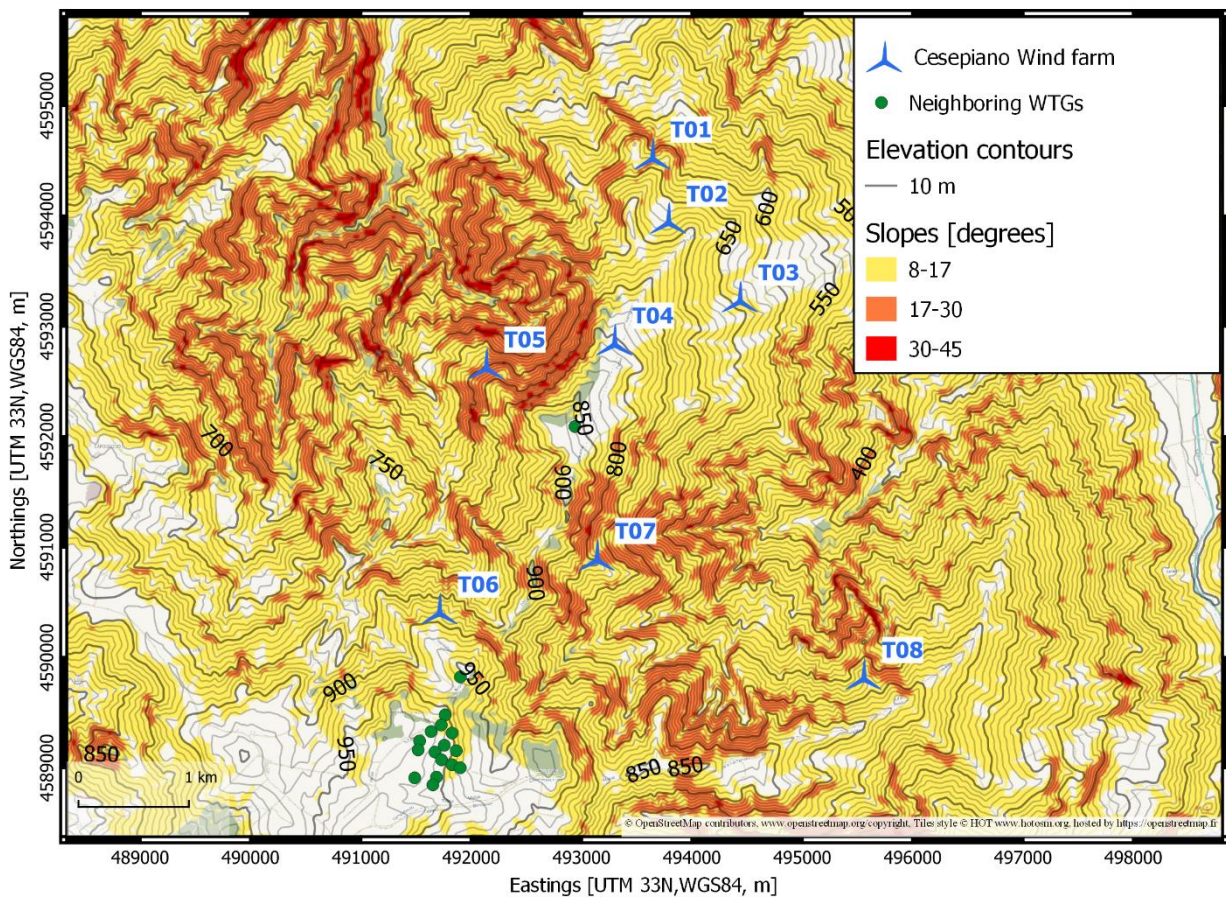 Cesepiano Wind farm
Neighboring WTGs
Elevation contours
10 m
Slopes [degrees]
8-17
17-30
30-45
T01
T02
T03
T04
T05
T06
T07
T08
600
650
550
850
800
900
700
750
400
900
950
900
950
850
850 850
0 1 km
© OpenStreetMap contributors, www.openstreetmap.org/copyright, Tiles style © HOT www.hotosm.org, hosted by https://openstreetmap.fr
4595000
4594000
4593000
4592000
4591000
4590000
4589000
Northings [UTM 33N,WGS84, m]
489000 490000 491000 492000 493000 494000 495000 496000 497000 498000
Eastings [UTM 33N,WGS84, m]